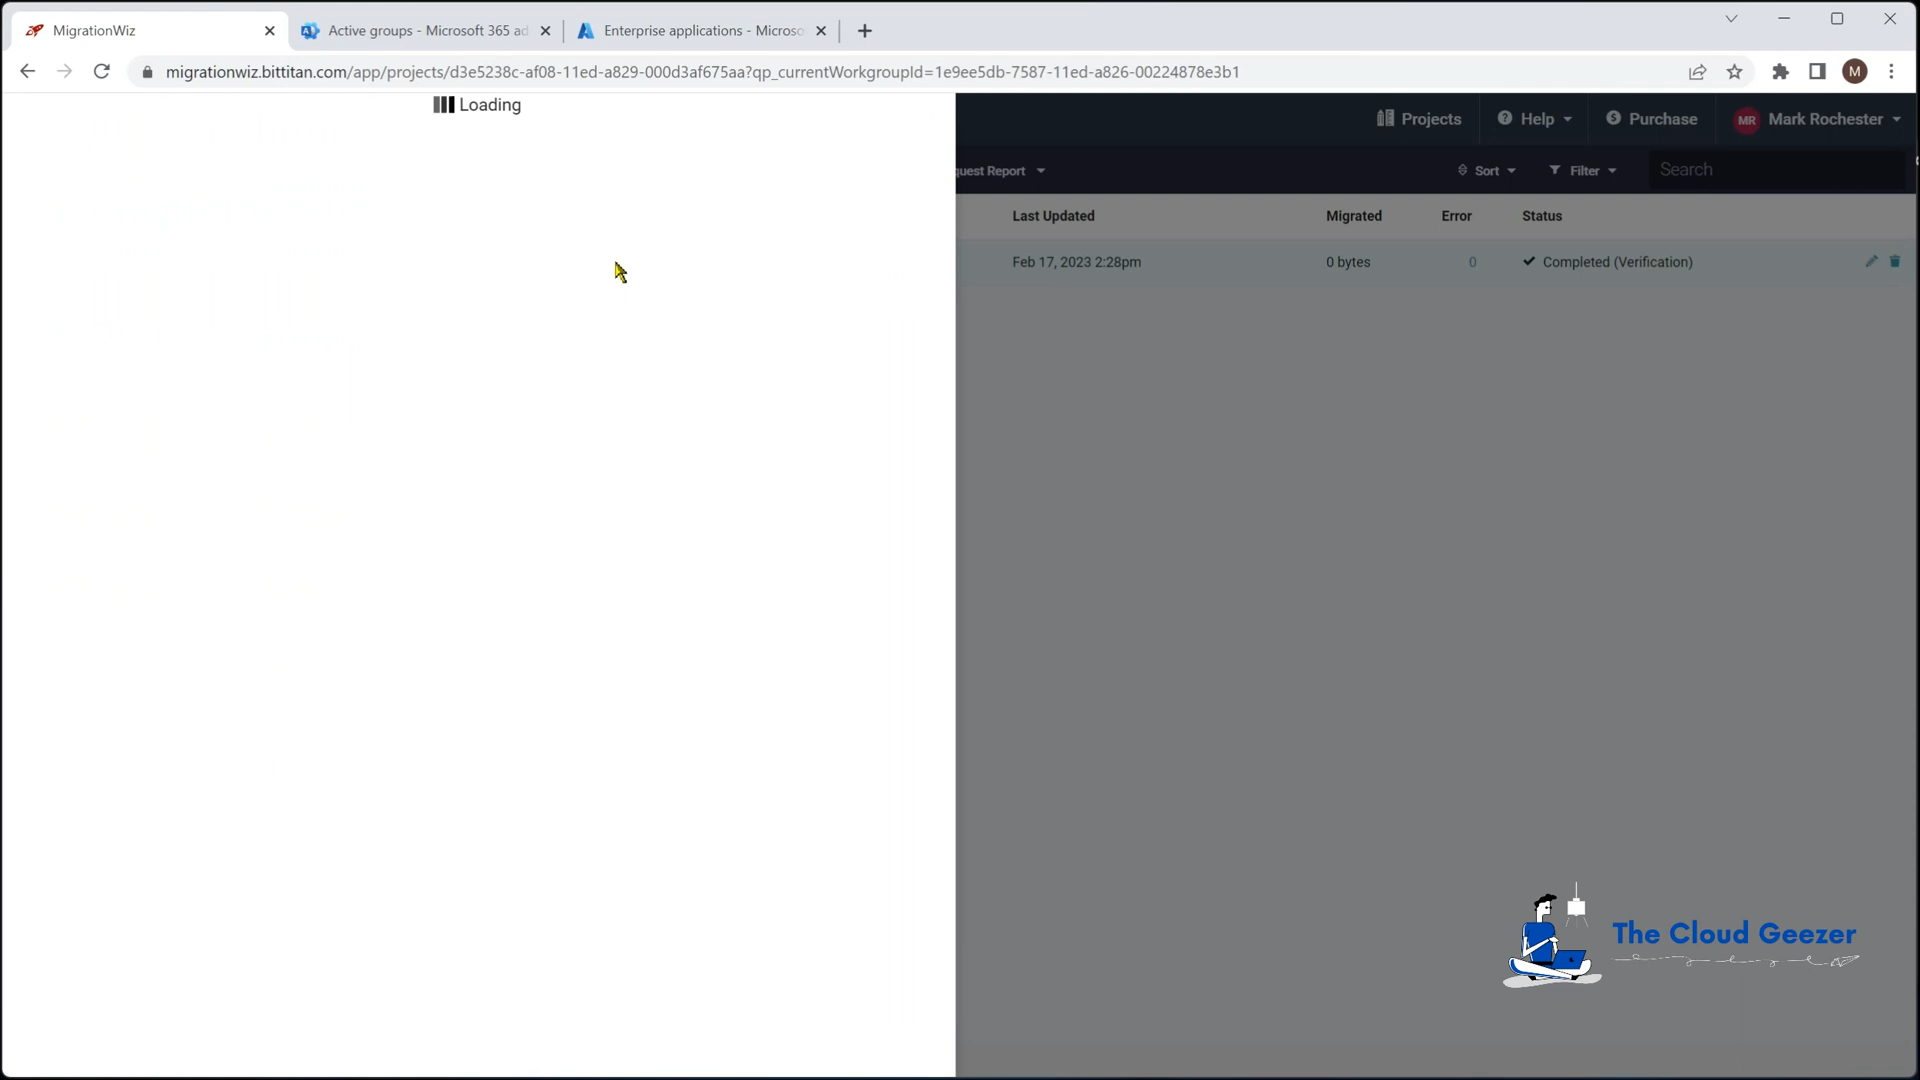 MigrationWiz
Active groups - Microsoft 365 ad
Enterprise applications - Microso
migrationwiz.bittitan.com/app/projects/d3e5238c-af08-11ed-a829-000d3af675aa?qp_currentWorkgroupId=1e9ee5db-7587-11ed-a826-00224878e3b1
M
Loading
Projects
Help
Purchase
MR
Mark Rochester
quest Report
Sort
Filter
Search
Last Updated
Migrated
Error
Status
Feb 17, 2023 2:28pm
0 bytes
0
Completed (Verification)
The Cloud Geezer